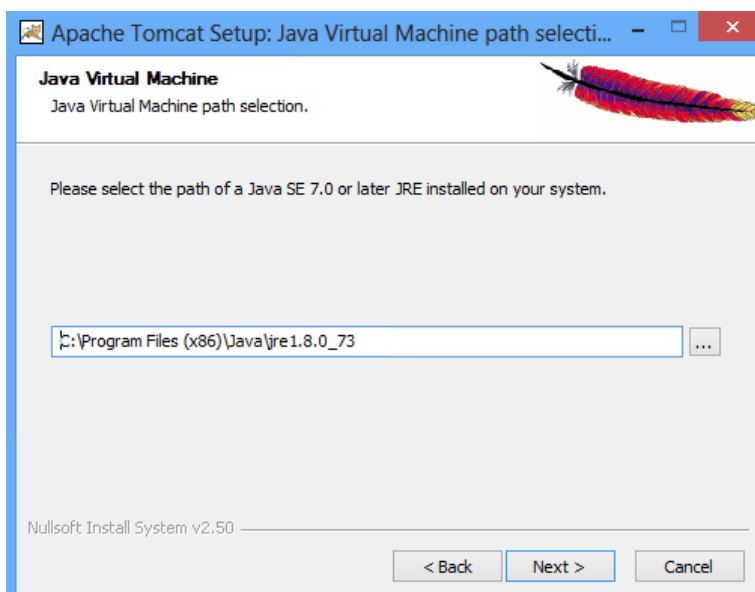 Apache Tomcat Setup: Java Virtual Machine path selecti...
Java Virtual Machine
Java Virtual Machine path selection.
Please select the path of a Java SE 7.0 or later JRE installed on your system.
C:\Program Files (x86)\Java\jre1.8.0_73
...
Nullsoft Install System v2.50
< Back
Next >
Cancel